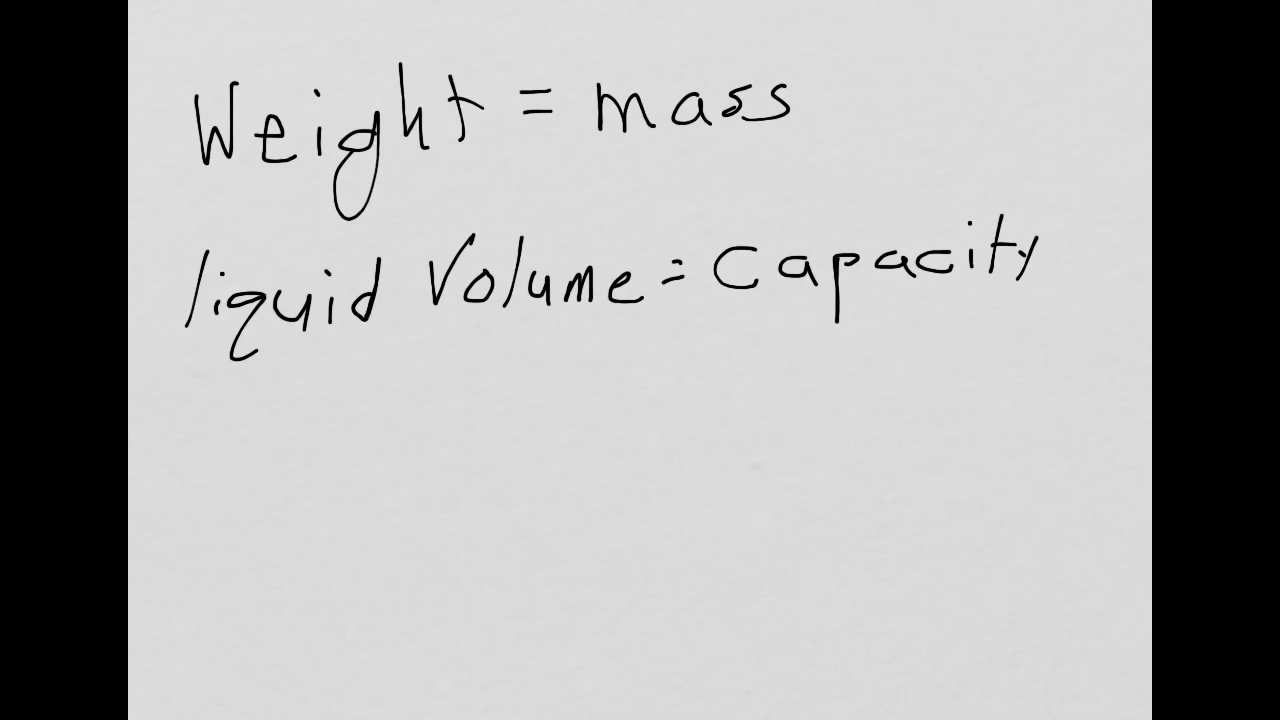 Weight = mass
liquid Volume = Capacity